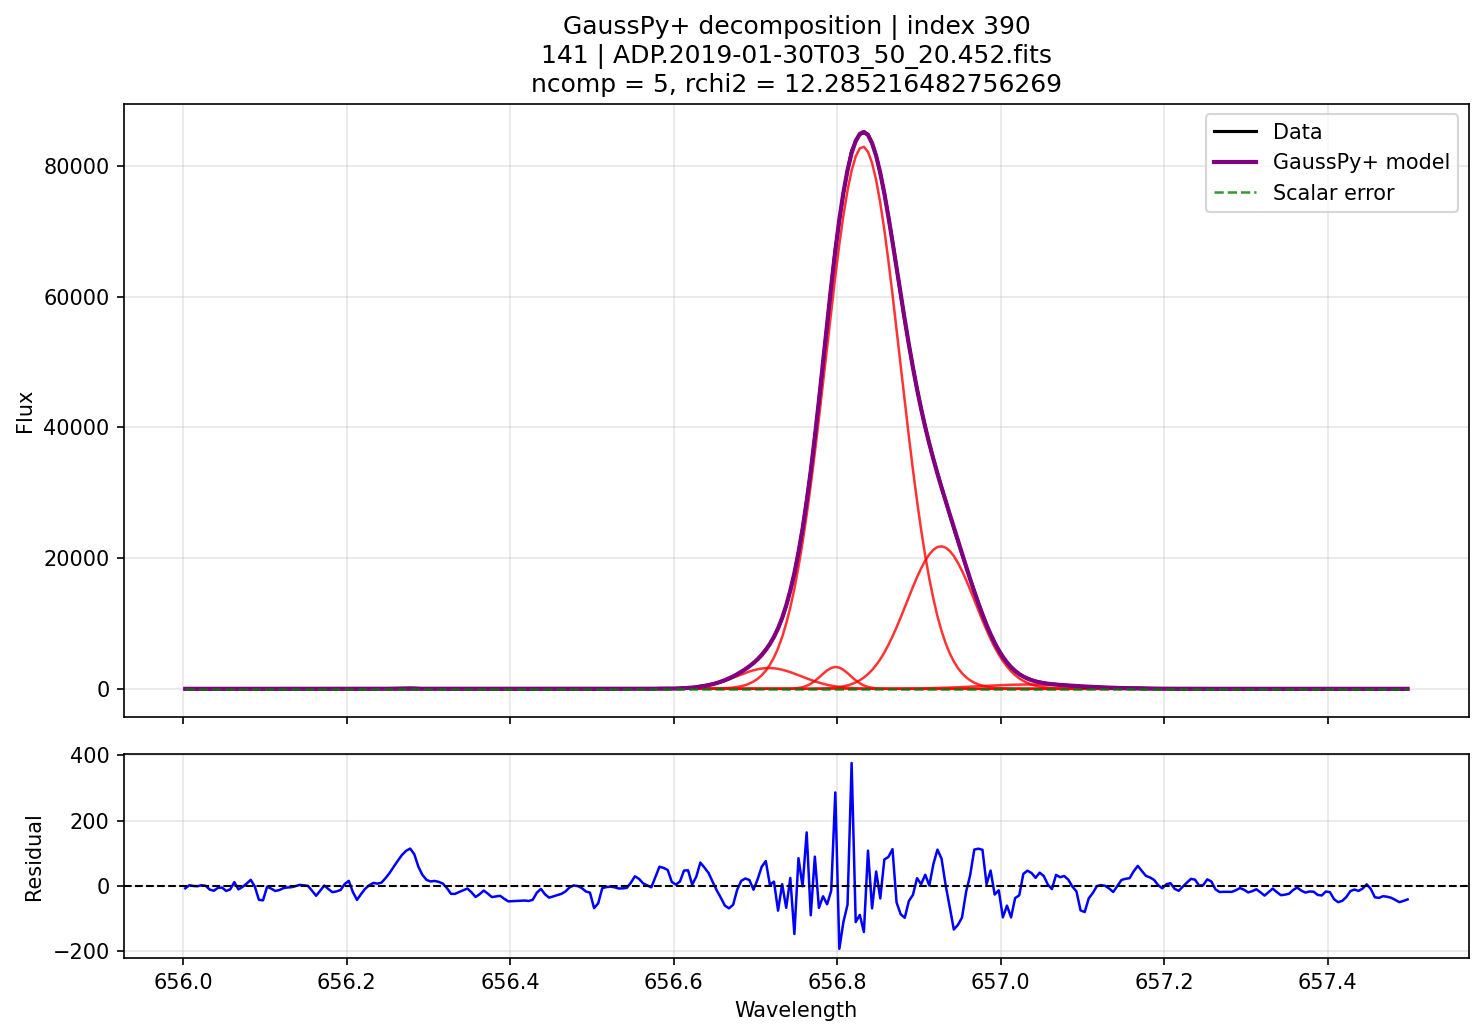 GaussPy+ decomposition | index 390
141 | ADP.2019-01-30T03_50_20.452.fits
ncomp = 5, rchi2 = 12.285216482756269
Data
GaussPy+ model
Scalar error
Flux
80000
60000
40000
20000
0
Residual
400
200
0
−200
656.0
656.2
656.4
656.6
656.8
657.0
657.2
657.4
Wavelength